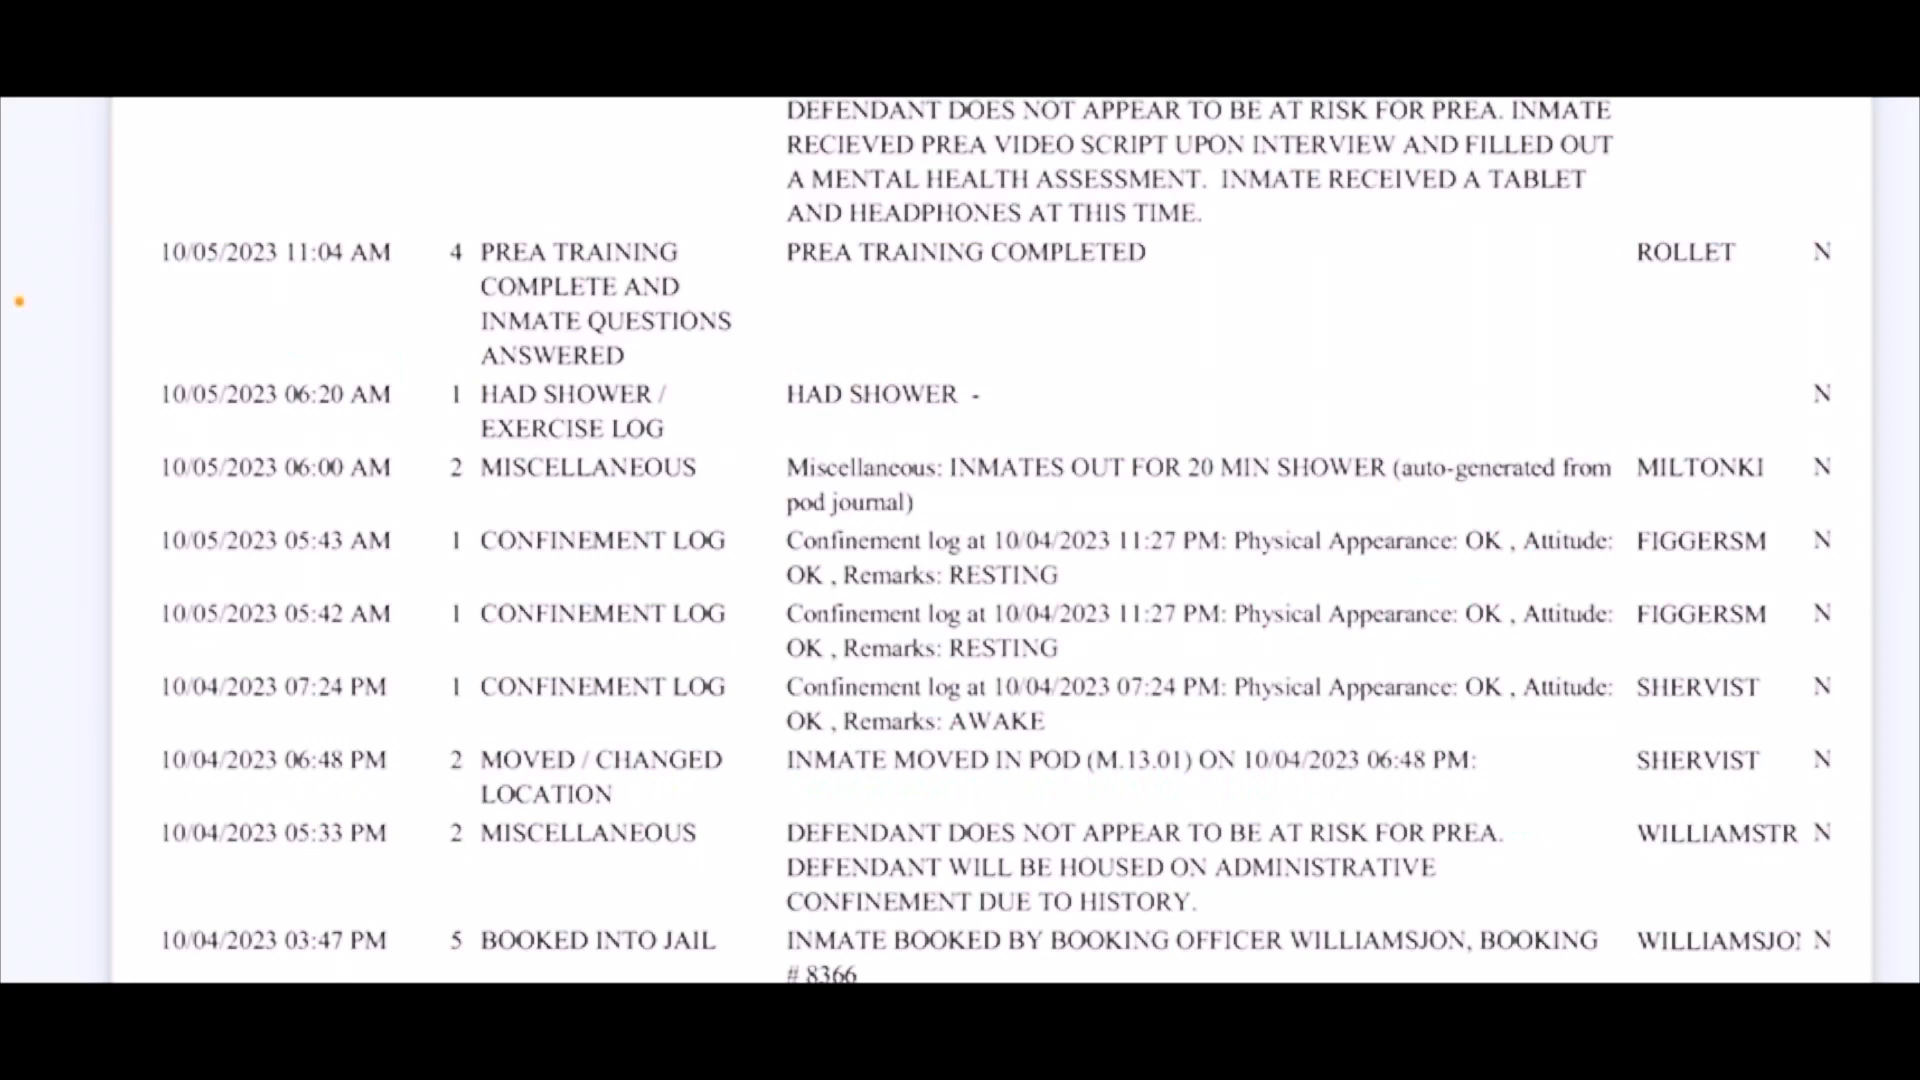 DEFENDANT DOES NOT APPEAR TO BE AT RISK FOR PREA. INMATE
RECIEVED PREA VIDEO SCRIPT UPON INTERVIEW AND FILLED OUT
A MENTAL HEALTH ASSESSMENT. INMATE RECEIVED A TABLET
AND HEADPHONES AT THIS TIME.
10/05/2023 11:04 AM 4 PREA TRAINING PREA TRAINING COMPLETED ROLLET N
COMPLETE AND
INMATE QUESTIONS
ANSWERED
10/05/2023 06:20 AM 1 HAD SHOWER / HAD SHOWER - N
EXERCISE LOG
10/05/2023 06:00 AM 2 MISCELLANEOUS Miscellaneous: INMATES OUT FOR 20 MIN SHOWER (auto-generated from MILTONKI N
pod journal)
10/05/2023 05:43 AM 1 CONFINEMENT LOG Confinement log at 10/04/2023 11:27 PM: Physical Appearance: OK , Attitude: FIGGERSM N
OK , Remarks: RESTING
10/05/2023 05:42 AM 1 CONFINEMENT LOG Confinement log at 10/04/2023 11:27 PM: Physical Appearance: OK , Attitude: FIGGERSM N
OK , Remarks: RESTING
10/04/2023 07:24 PM 1 CONFINEMENT LOG Confinement log at 10/04/2023 07:24 PM: Physical Appearance: OK , Attitude: SHERVIST N
OK , Remarks: AWAKE
10/04/2023 06:48 PM 2 MOVED / CHANGED INMATE MOVED IN POD (M.13.01) ON 10/04/2023 06:48 PM: SHERVIST N
LOCATION
10/04/2023 05:33 PM 2 MISCELLANEOUS DEFENDANT DOES NOT APPEAR TO BE AT RISK FOR PREA. WILLIAMSTR N
DEFENDANT WILL BE HOUSED ON ADMINISTRATIVE
CONFINEMENT DUE TO HISTORY.
10/04/2023 03:47 PM 5 BOOKED INTO JAIL INMATE BOOKED BY BOOKING OFFICER WILLIAMSJON, BOOKING WILLIAMSJO N
# 8366